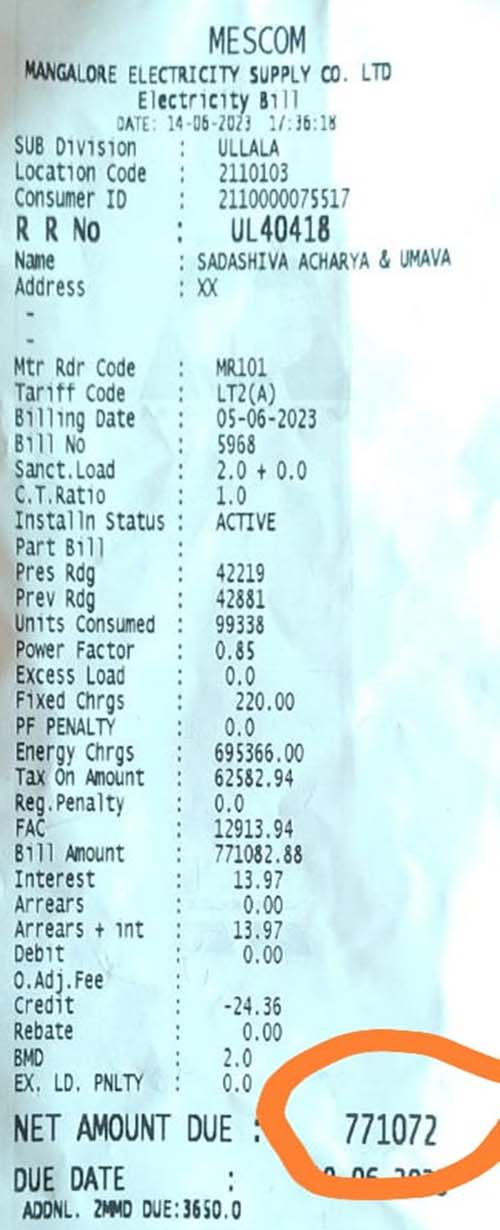 MESCOM
MANGALORE ELECTRICITY SUPPLY CO. LTD
Electricity Bill
DATE: 14-06-2023 17:36:18
SUB Division : ULLALA
Location Code : 2110103
Consumer ID : 2110000075517
R R No : UL40418
Name : SADASHIVA ACHARYA & UMAVA
Address : XX
-
-
Mtr Rdr Code : MR101
Tariff Code : LT2(A)
Billing Date : 05-06-2023
Bill No : 5968
Sanct.Load : 2.0 + 0.0
C.T.Ratio : 1.0
Installn Status : ACTIVE
Part Bill :
Pres Rdg : 42219
Prev Rdg : 42881
Units Consumed : 99338
Power Factor : 0.85
Excess Load : 0.0
Fixed Chrgs : 220.00
PF PENALTY : 0.0
Energy Chrgs : 695366.00
Tax On Amount : 62582.94
Reg.Penalty : 0.0
FAC : 12913.94
Bill Amount : 771082.88
Interest : 13.97
Arrears : 0.00
Arrears + int : 13.97
Debit : 0.00
O.Adj.Fee :
Credit : -24.36
Rebate : 0.00
BMD : 2.0
EX. LD. PNLTY : 0.0
NET AMOUNT DUE : 771072
DUE DATE :
ADDNL. 2MMD DUE:3650.0